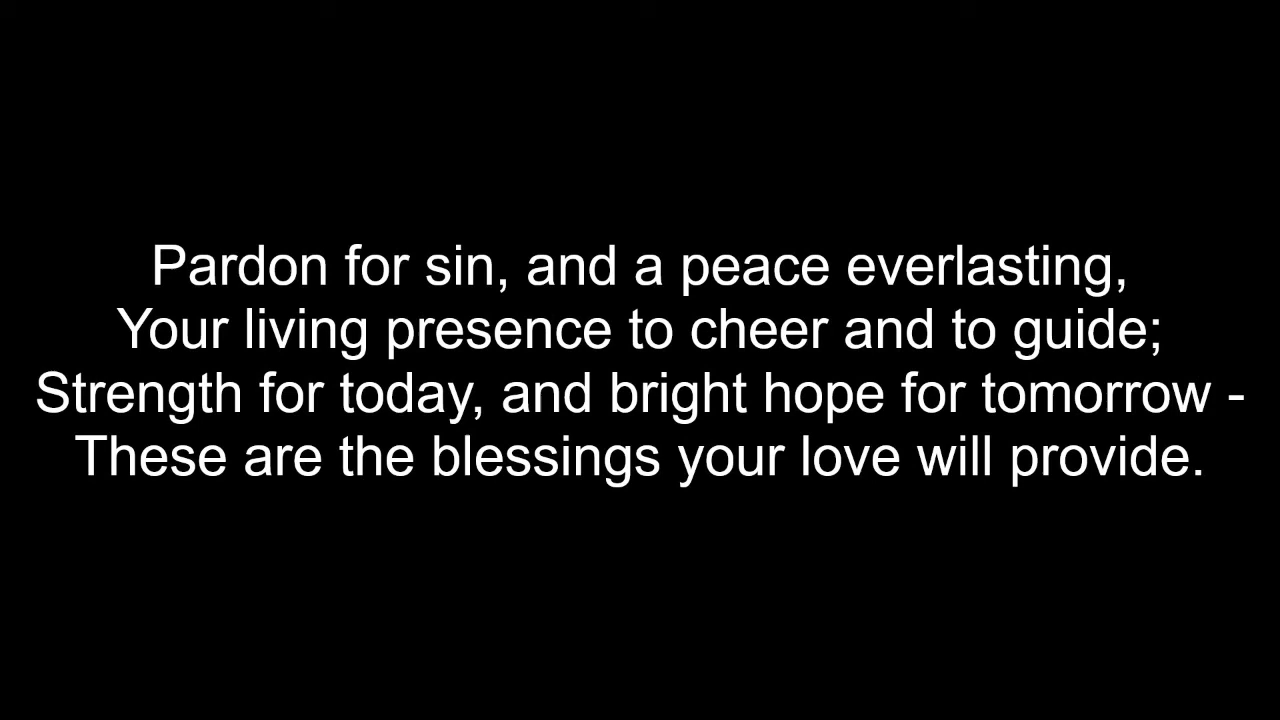 Pardon for sin, and a peace everlasting,
Your living presence to cheer and to guide;
Strength for today, and bright hope for tomorrow -
These are the blessings your love will provide.